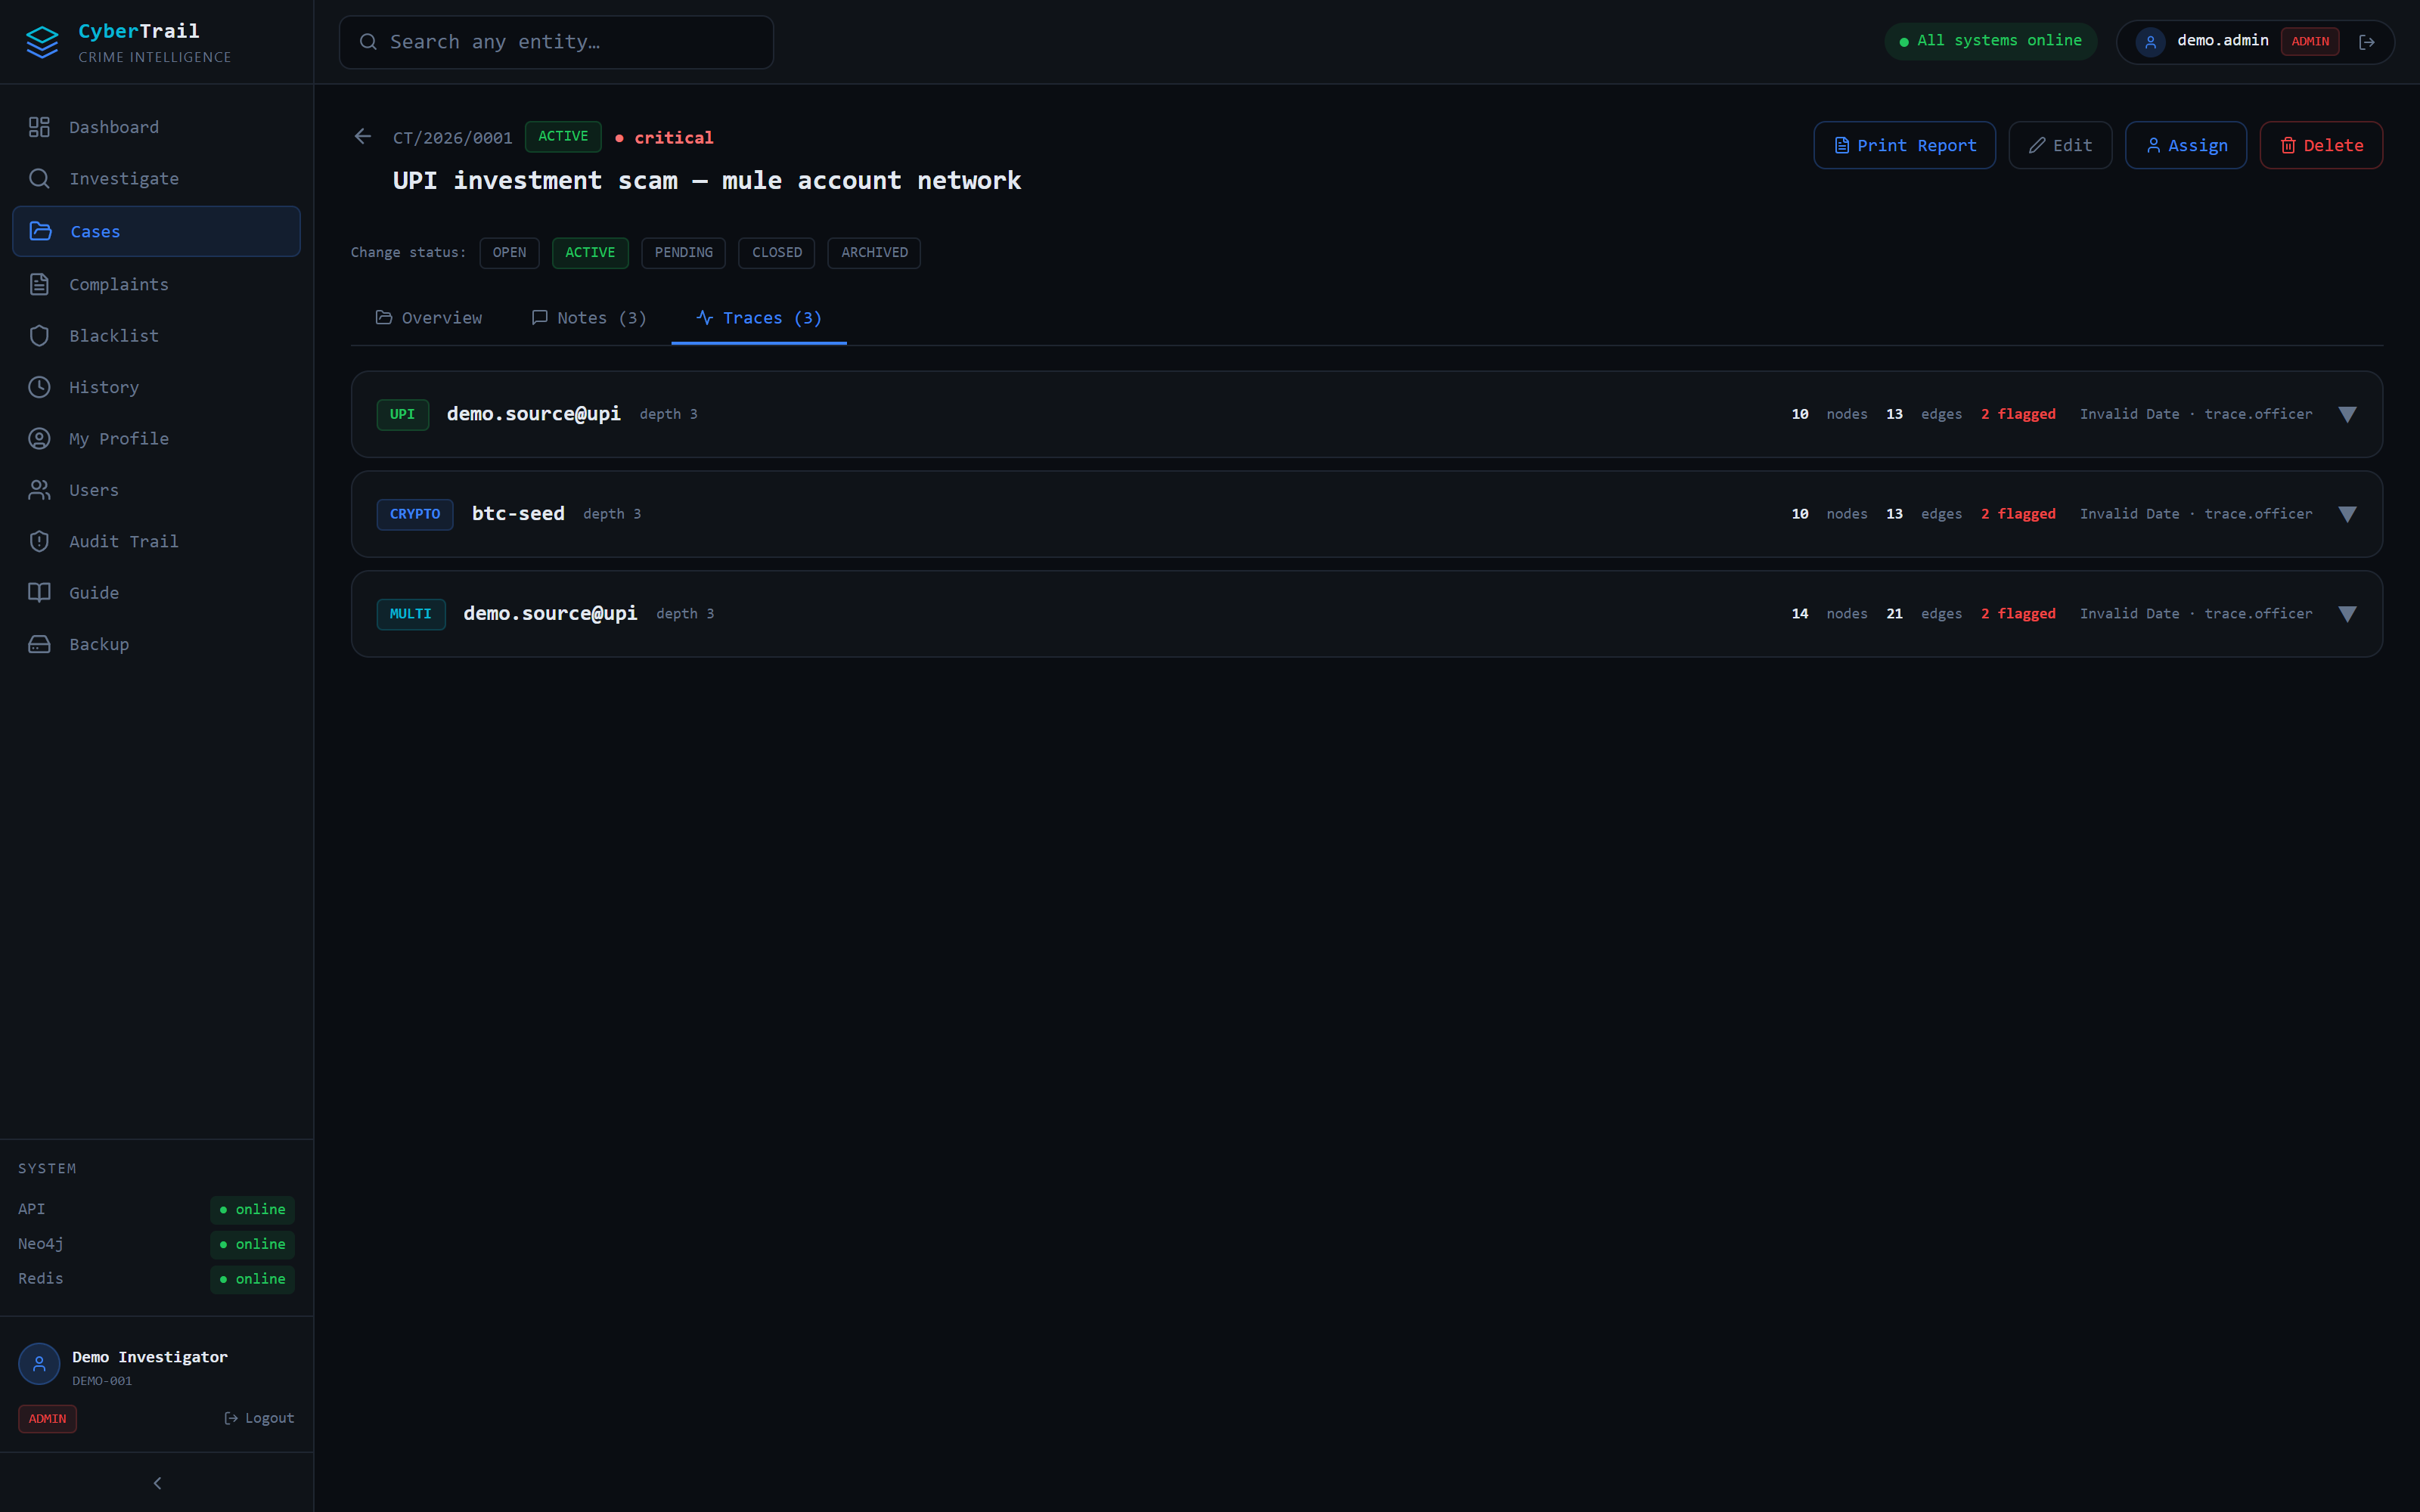 CyberTrail
CRIME INTELLIGENCE
Search any entity…
All systems online
demo.admin ADMIN
Dashboard
Investigate
Cases
Complaints
Blacklist
History
My Profile
Users
Audit Trail
Guide
Backup
SYSTEM
API online
Neo4j online
Redis online
Demo Investigator
DEMO-001
ADMIN Logout
CT/2026/0001 ACTIVE critical
UPI investment scam — mule account network
Print Report Edit Assign Delete
Change status: OPEN ACTIVE PENDING CLOSED ARCHIVED
Overview Notes (3) Traces (3)
UPI demo.source@upi depth 3 10 nodes 13 edges 2 flagged Invalid Date · trace.officer
CRYPTO btc-seed depth 3 10 nodes 13 edges 2 flagged Invalid Date · trace.officer
MULTI demo.source@upi depth 3 14 nodes 21 edges 2 flagged Invalid Date · trace.officer